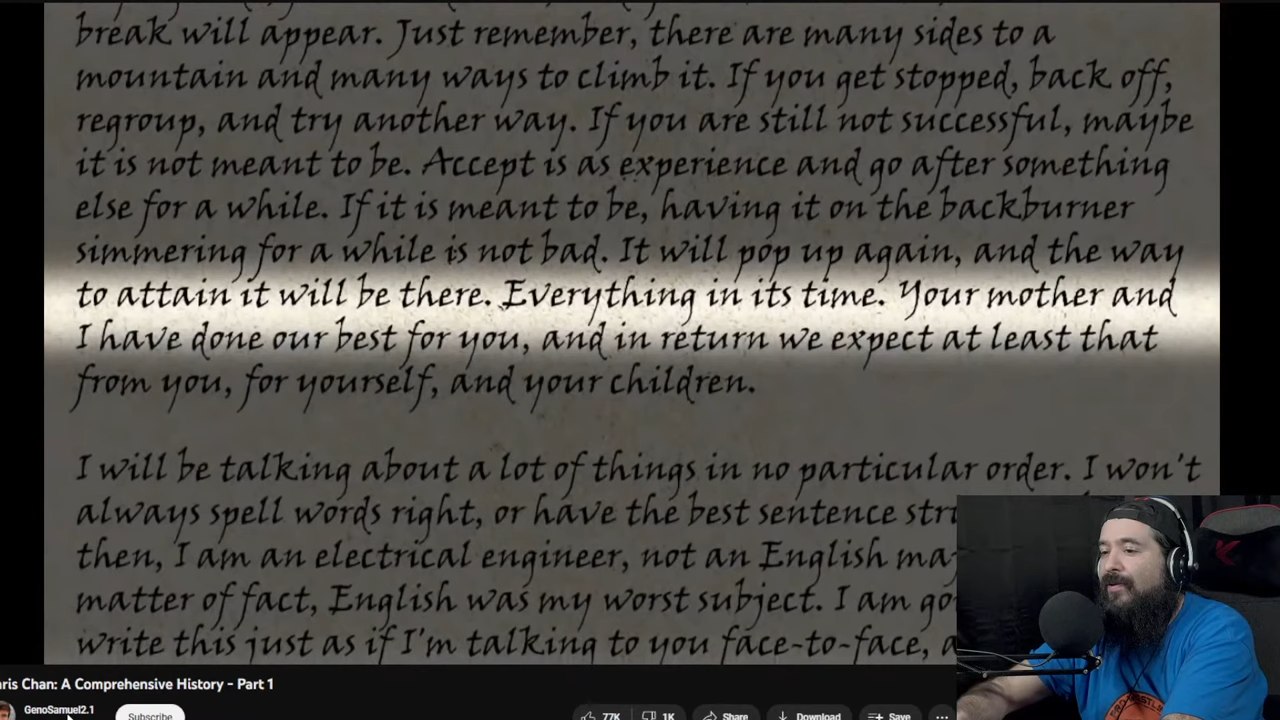 break will appear. Just remember, there are many sides to a
mountain and many ways to climb it. If you get stopped, back off,
regroup, and try another way. If you are still not successful, maybe
it is not meant to be. Accept is as experience and go after something
else for a while. If it is meant to be, having it on the backburner
simmering for a while is not bad. It will pop up again, and the way
to attain it will be there. Everything in its time. Your mother and
I have done our best for you, and in return we expect at least that
from you, for yourself, and your children.
I will be talking about a lot of things in no particular order. I won't
always spell words right, or have the best sentence
then, I am an electrical engineer, not an English
matter of fact, English was my worst subject. I am
write this just as if I'm talking to you face-to-face,
aris Chan: A Comprehensive History - Part 1
GenoSamuel2.1
Subscribe
77K
1K
Share
Download
Save